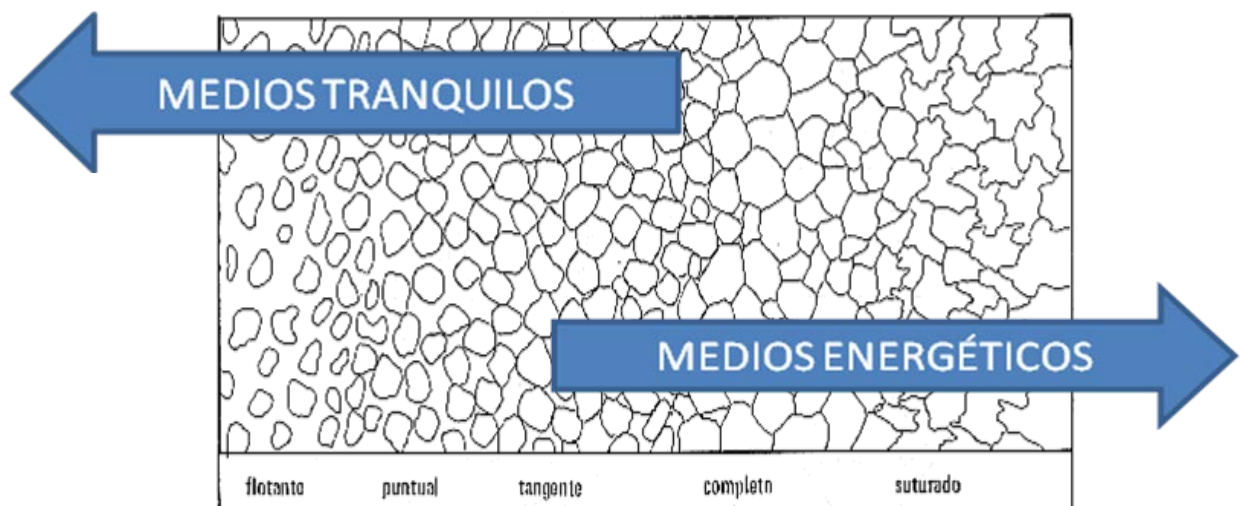 MEDIOS TRANQUILOS
MEDIOS ENERGÉTICOS
flotanto puntual tangente completn suturado